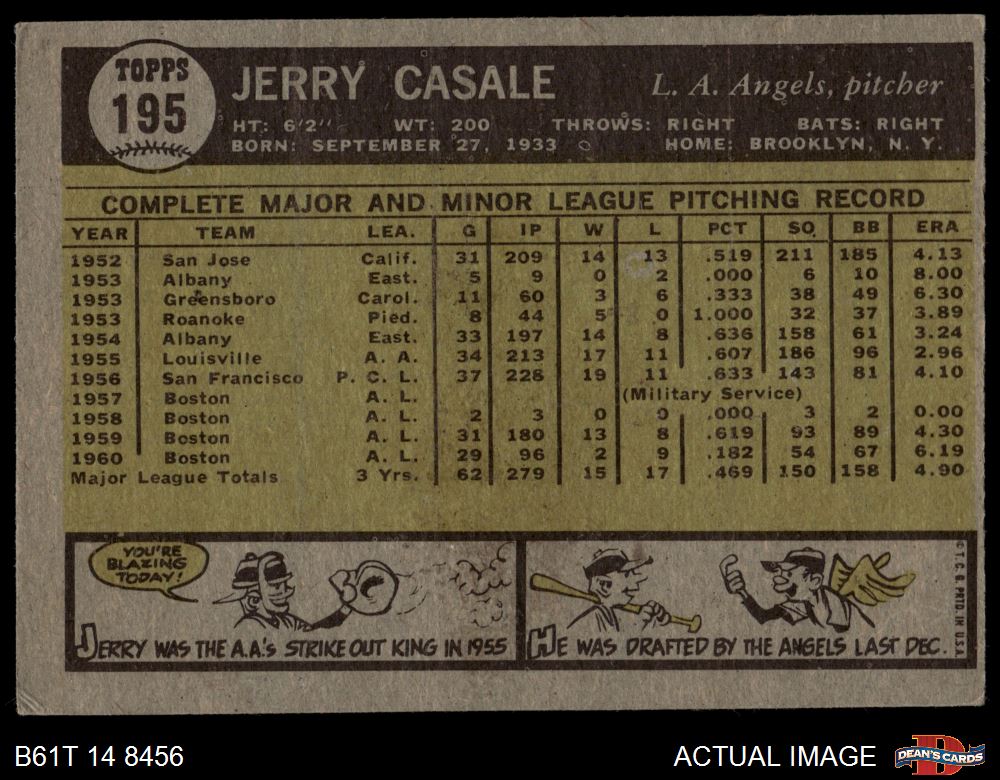 TOPPS
195
JERRY CASALE
L. A. Angels, pitcher
HT: 6'2" WT: 200 THROWS: RIGHT BATS: RIGHT
BORN: SEPTEMBER 27, 1933 HOME: BROOKLYN, N. Y.
COMPLETE MAJOR AND MINOR LEAGUE PITCHING RECORD
YEAR TEAM LEA. G IP W L PCT SO BB ERA
1952 San Jose Calif. 31 209 14 13 .519 211 185 4.13
1953 Albany East. 5 9 0 2 .000 6 10 8.00
1953 Greensboro Carol. 11 60 3 6 .333 38 49 6.30
1953 Roanoke Pied. 8 44 5 0 1.000 32 37 3.89
1954 Albany East. 33 197 14 8 .636 158 61 3.24
1955 Louisville A. A. 34 213 17 11 .607 186 96 2.96
1956 San Francisco P. C. L. 37 228 19 11 .633 143 81 4.10
1957 Boston A. L. (Military Service)
1958 Boston A. L. 2 3 0 0 .000 3 2 0.00
1959 Boston A. L. 31 180 13 8 .619 93 89 4.30
1960 Boston A. L. 29 96 2 9 .182 54 67 6.19
Major League Totals 3 Yrs. 62 279 15 17 .469 150 158 4.90
YOU'RE
BLAZING
TODAY!
JERRY WAS THE A.A.'s STRIKE OUT KING IN 1955
HE WAS DRAFTED BY THE ANGELS LAST DEC.
© T. C. G. PRTD. IN U.S.A.
B61T 14 8456
ACTUAL IMAGE
DEAN'S CARDS